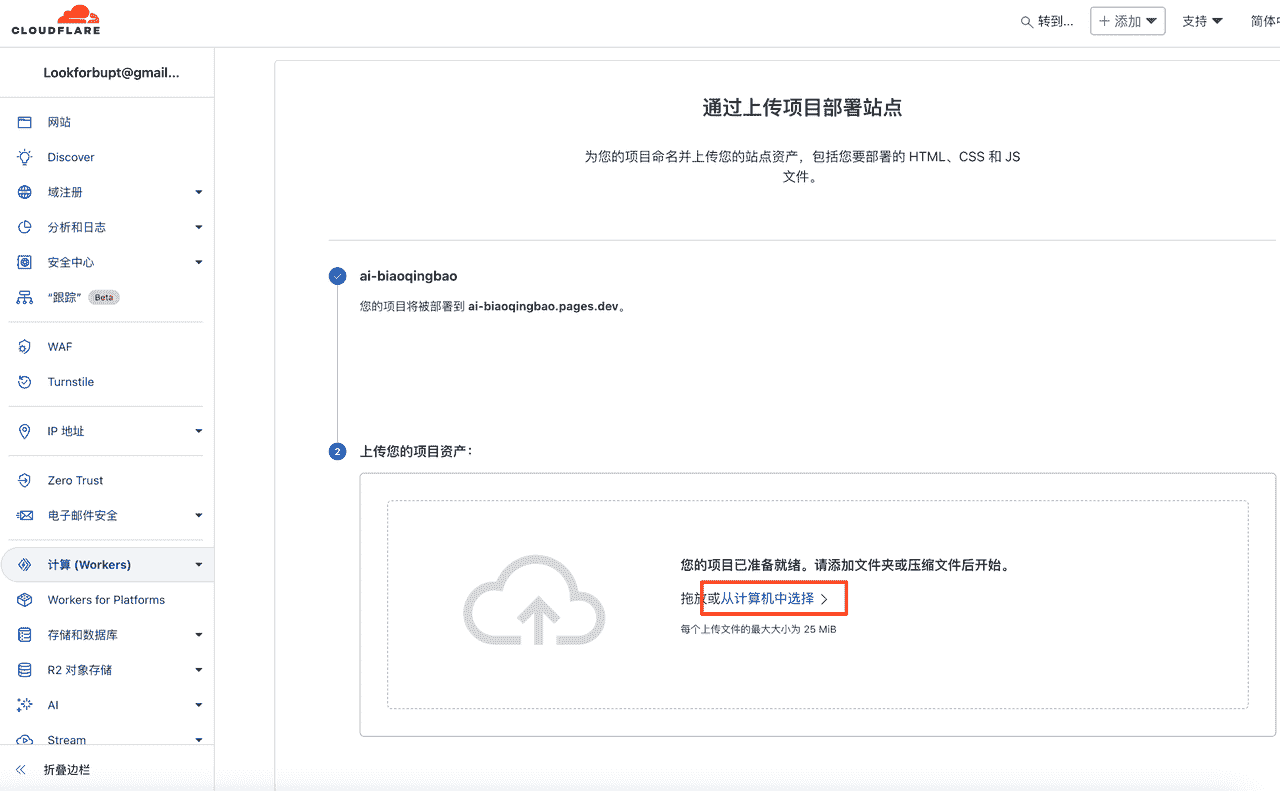 CLOUDFLARE
转到...
添加
支持
简体
Lookforbupt@gmail...
网站
Discover
域注册
分析和日志
安全中心
“跟踪” Beta
WAF
Turnstile
IP 地址
Zero Trust
电子邮件安全
计算 (Workers)
Workers for Platforms
存储和数据库
R2 对象存储
AI
Stream
折叠边栏
通过上传项目部署站点
为您的项目命名并上传您的站点资产，包括您要部署的 HTML、CSS 和 JS
文件。
ai-biaoqingbao
您的项目将被部署到 ai-biaoqingbao.pages.dev。
2 上传您的项目资产：
您的项目已准备就绪。请添加文件夹或压缩文件后开始。
拖放或从计算机中选择
每个上传文件的最大大小为 25 MiB